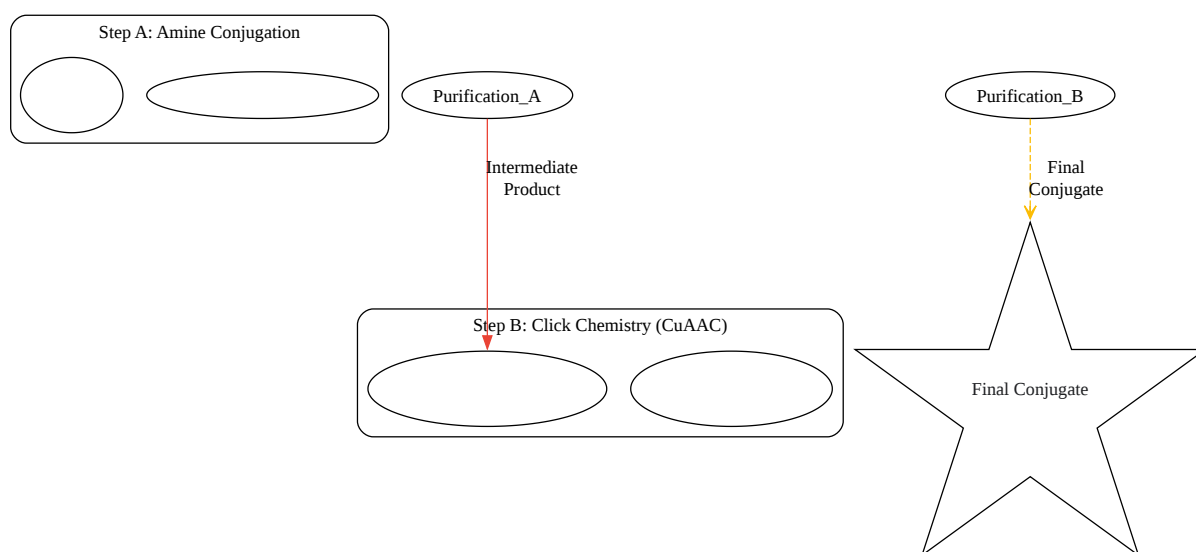 Step A: Amine Conjugation
Purification_A
Purification_B
Intermediate
Product
Final
Conjugate
Step B: Click Chemistry (CuAAC)
Final Conjugate